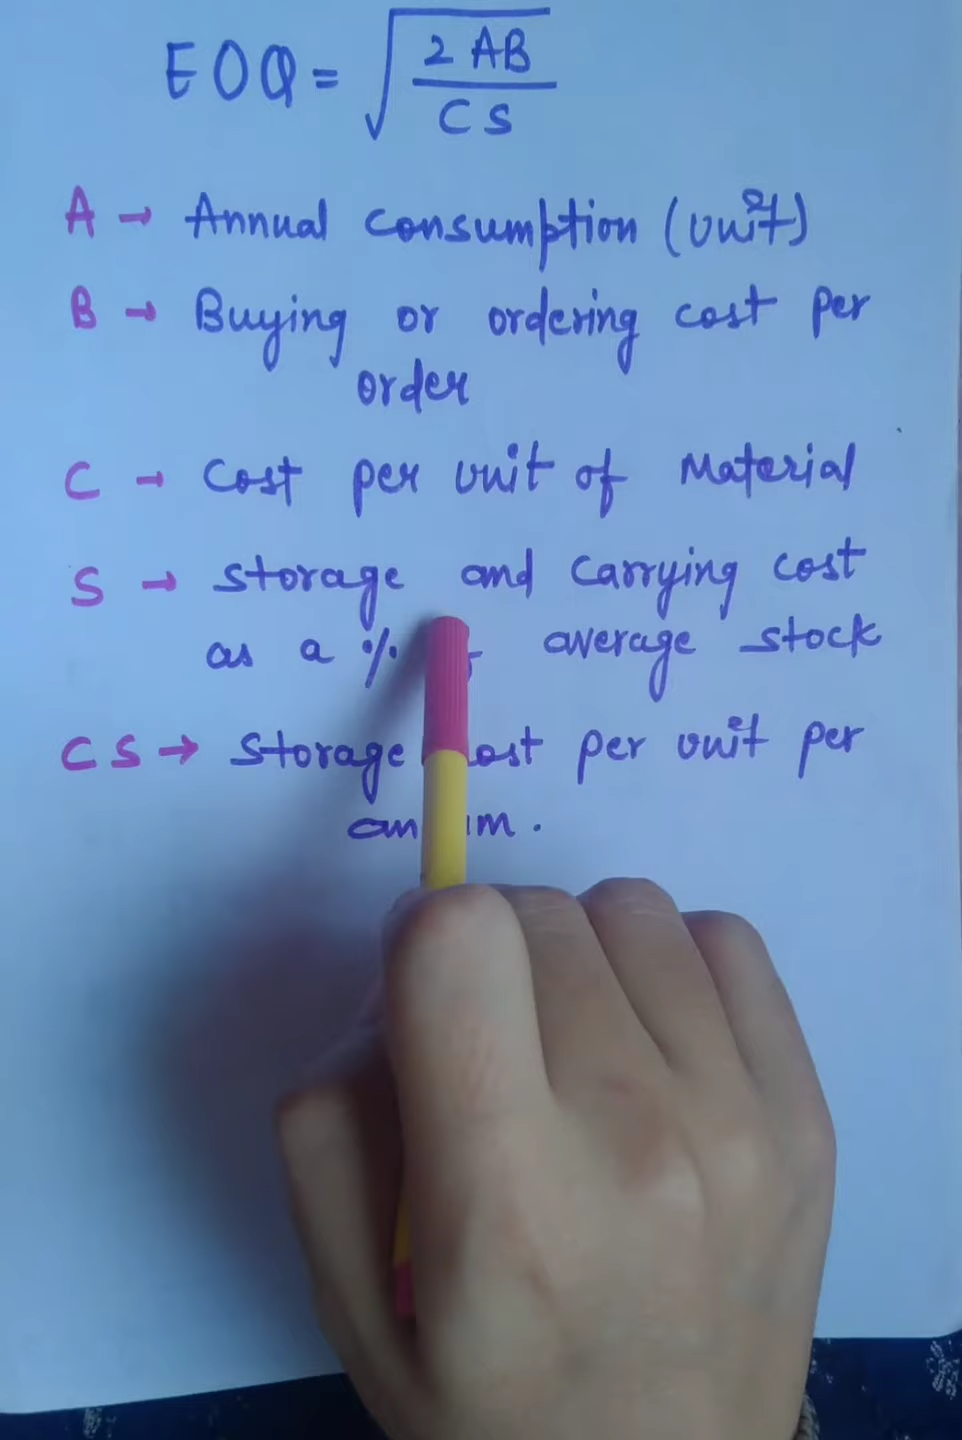 EOQ = √2AB/CS
A → Annual consumption (unit)
B → Buying or ordering cost per
order
C → Cost per unit of Material
S → Storage and carrying cost
as a % average stock
CS → Storage per unit per